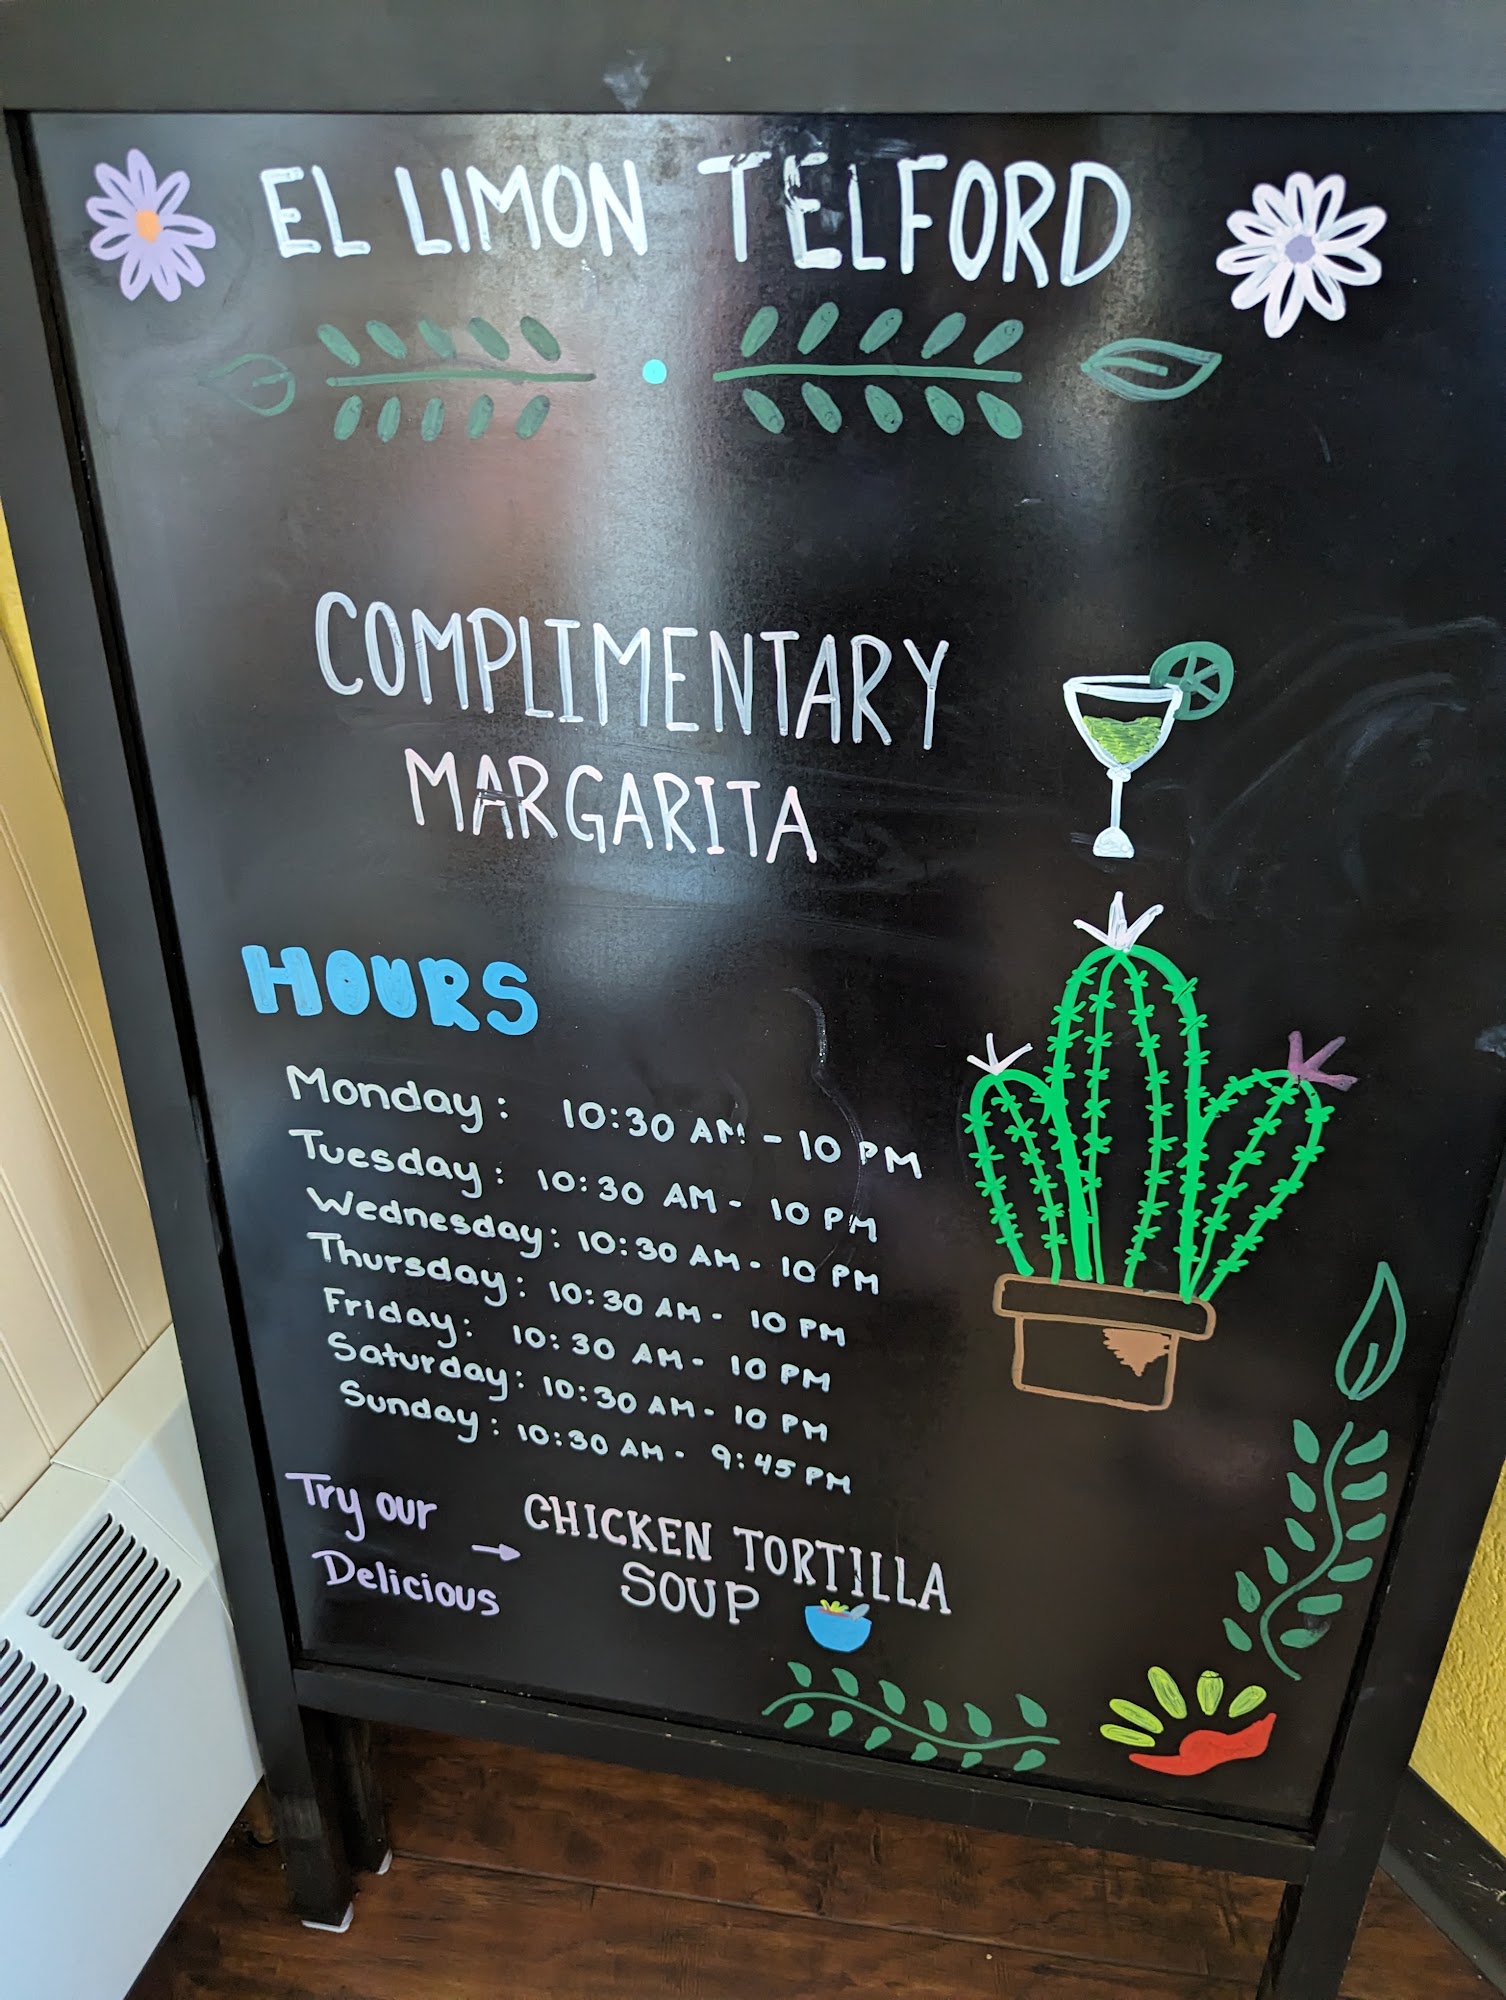 EL LIMON TELFORD
COMPLIMENTARY
MARGARITA
HOURS
Monday: 10:30 AM - 10 PM
Tuesday: 10:30 AM - 10 PM
Wednesday: 10:30 AM - 10 PM
Thursday: 10:30 AM - 10 PM
Friday: 10:30 AM - 10 PM
Saturday: 10:30 AM - 10 PM
Sunday: 10:30 AM - 9:45 PM
Try our
Delicious → CHICKEN TORTILLA
SOUP